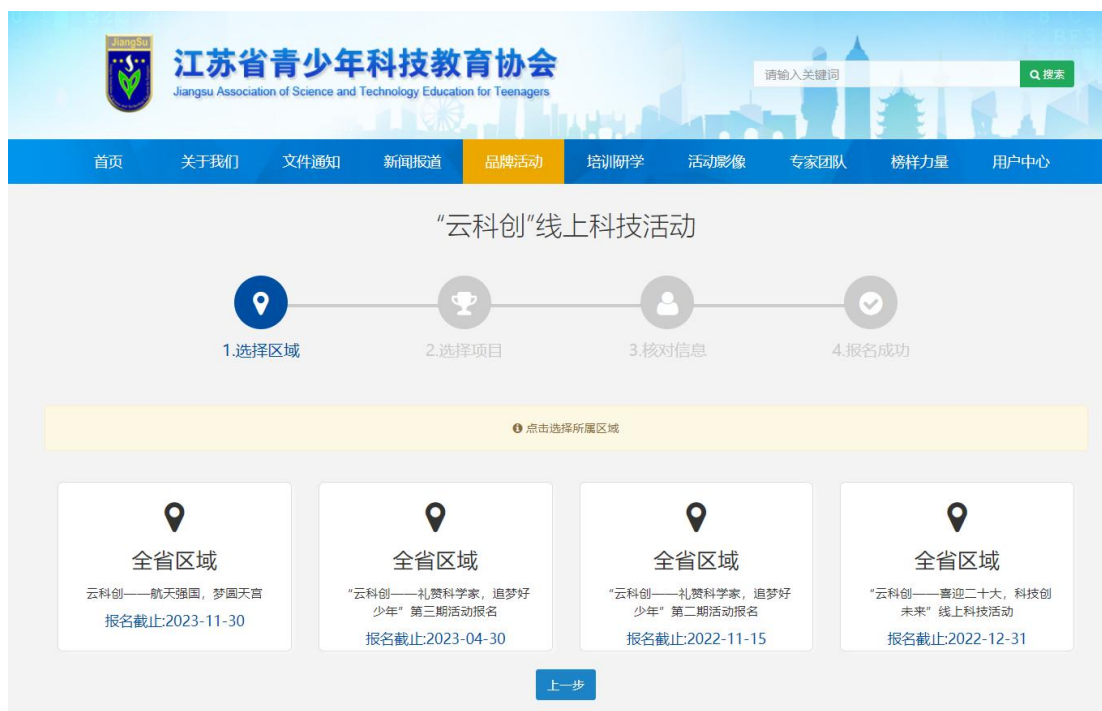 JiangSu
江苏省青少年科技教育协会
Jiangsu Association of Science and Technology Education for Teenagers
请输入关键词 搜索
首页 关于我们 文件通知 新闻报道 品牌活动 培训研学 活动影像 专家团队 榜样力量 用户中心
“云科创”线上科技活动
1.选择区域 2.选择项目 3.核对信息 4.报名成功
点击选择所属区域
全省区域
云科创——航天强国，梦圆天宫
报名截止:2023-11-30
全省区域
“云科创——礼赞科学家，追梦好
少年”第三期活动报名
报名截止:2023-04-30
全省区域
“云科创——礼赞科学家，追梦好
少年”第二期活动报名
报名截止:2022-11-15
全省区域
“云科创——喜迎二十大，科技创
未来”线上科技活动
报名截止:2022-12-31
上一步